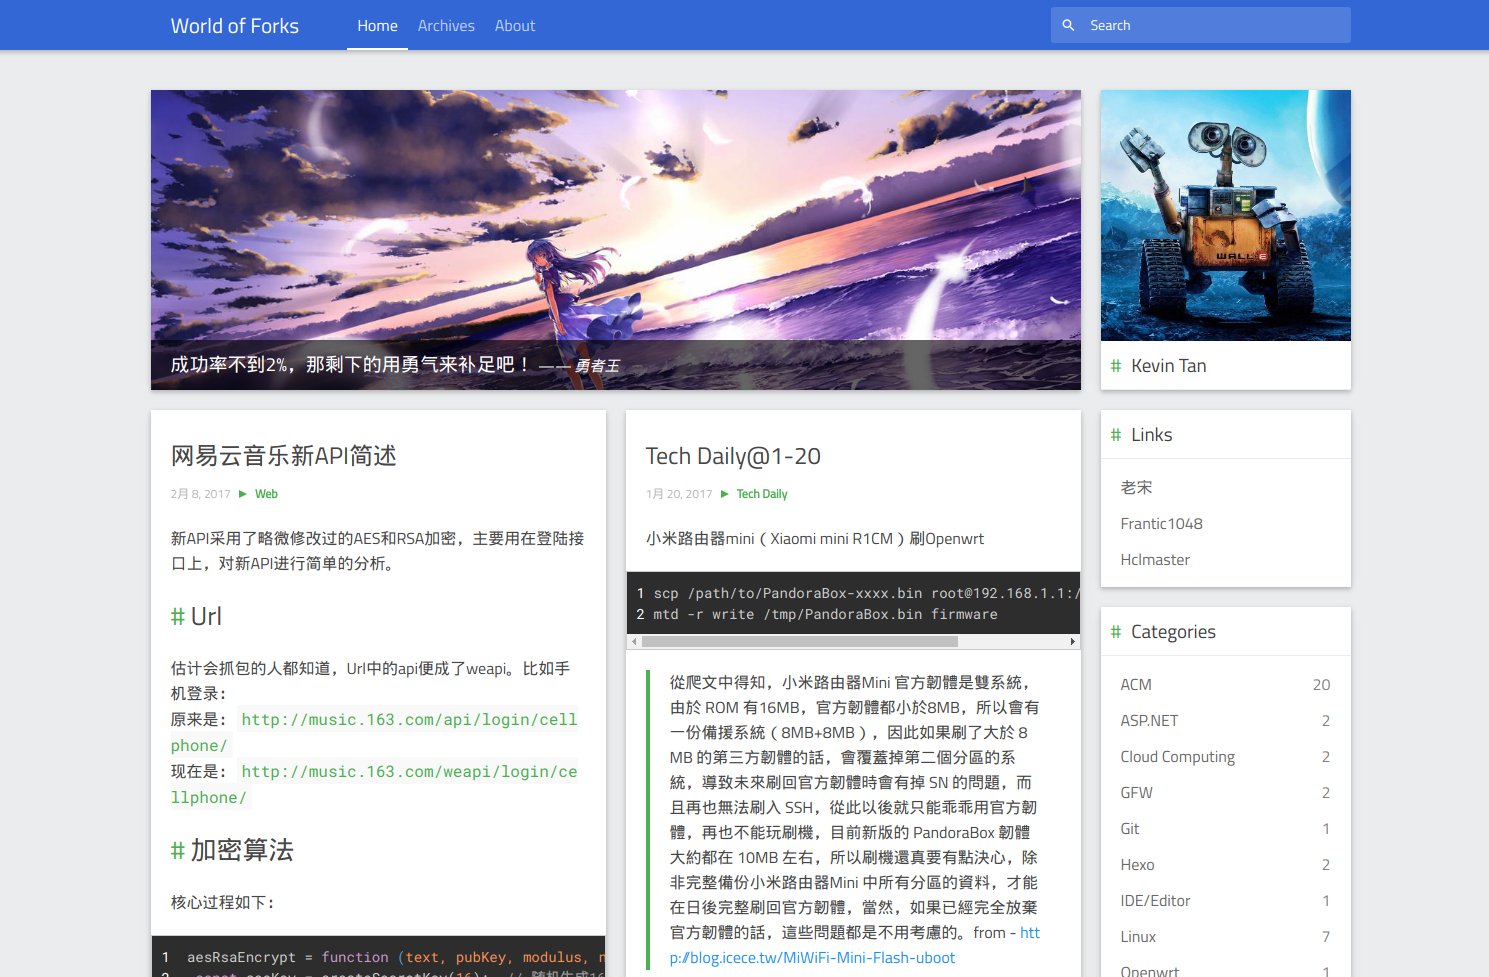 World of Forks
Home Archives About
Search
WALL·E
成功率不到2%，那剩下的用勇气来补足吧！ —— 勇者王
# Kevin Tan
网易云音乐新API简述
2月 8, 2017 ▶ Web
新API采用了略微修改过的AES和RSA加密，主要用在登陆接
口上，对新API进行简单的分析。
# Url
估计会抓包的人都知道，Url中的api便成了weapi。比如手
机登录：
原来是： http://music.163.com/api/login/cell
phone/
现在是： http://music.163.com/weapi/login/ce
llphone/
# 加密算法
核心过程如下：
1 aesRsaEncrypt = function (text, pubKey, modulus, n
Tech Daily@1-20
1月 20, 2017 ▶ Tech Daily
小米路由器mini（Xiaomi mini R1CM）刷Openwrt
1 scp /path/to/PandoraBox-xxxx.bin root@192.168.1.1:/
2 mtd -r write /tmp/PandoraBox.bin firmware
從爬文中得知，小米路由器Mini 官方韌體是雙系統，
由於 ROM 有16MB，官方韌體都小於8MB，所以會有
一份備援系統（8MB+8MB），因此如果刷了大於 8
MB 的第三方韌體的話，會覆蓋掉第二個分區的系
統，導致未來刷回官方韌體時會有掉 SN 的問題，而
且再也無法刷入 SSH，從此以後就只能乖乖用官方韌
體，再也不能玩刷機，目前新版的 PandoraBox 韌體
大約都在 10MB 左右，所以刷機還真要有點決心，除
非完整備份小米路由器Mini 中所有分區的資料，才能
在日後完整刷回官方韌體，當然，如果已經完全放棄
官方韌體的話，這些問題都是不用考慮的。from - htt
p://blog.icece.tw/MiWiFi-Mini-Flash-uboot
# Links
老宋
Frantic1048
Hclmaster
# Categories
ACM 20
ASP.NET 2
Cloud Computing 2
GFW 2
Git 1
Hexo 2
IDE/Editor 1
Linux 7
Openwrt 1